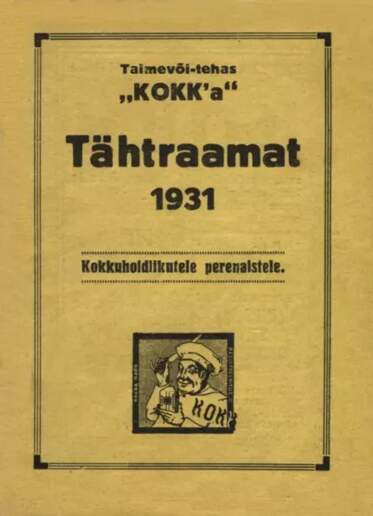 Taimevõi-tehas
„KOKK'a“
Tähtraamat
1931
Kokkuhoidlikutele perenaistele.
KOKK